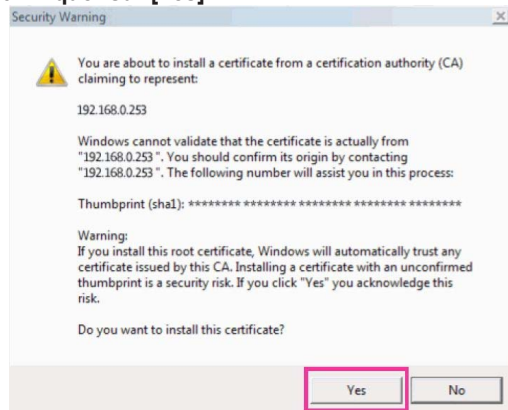 [Yes]
Security Warning
You are about to install a certificate from a certification authority (CA)
claiming to represent:
192.168.0.253
Windows cannot validate that the certificate is actually from
"192.168.0.253 ". You should confirm its origin by contacting
"192.168.0.253 ". The following number will assist you in this process:
Thumbprint (sha1): ******** ******** ******** ******** ********
Warning:
If you install this root certificate, Windows will automatically trust any
certificate issued by this CA. Installing a certificate with an unconfirmed
thumbprint is a security risk. If you click "Yes" you acknowledge this
risk.
Do you want to install this certificate?
Yes
No